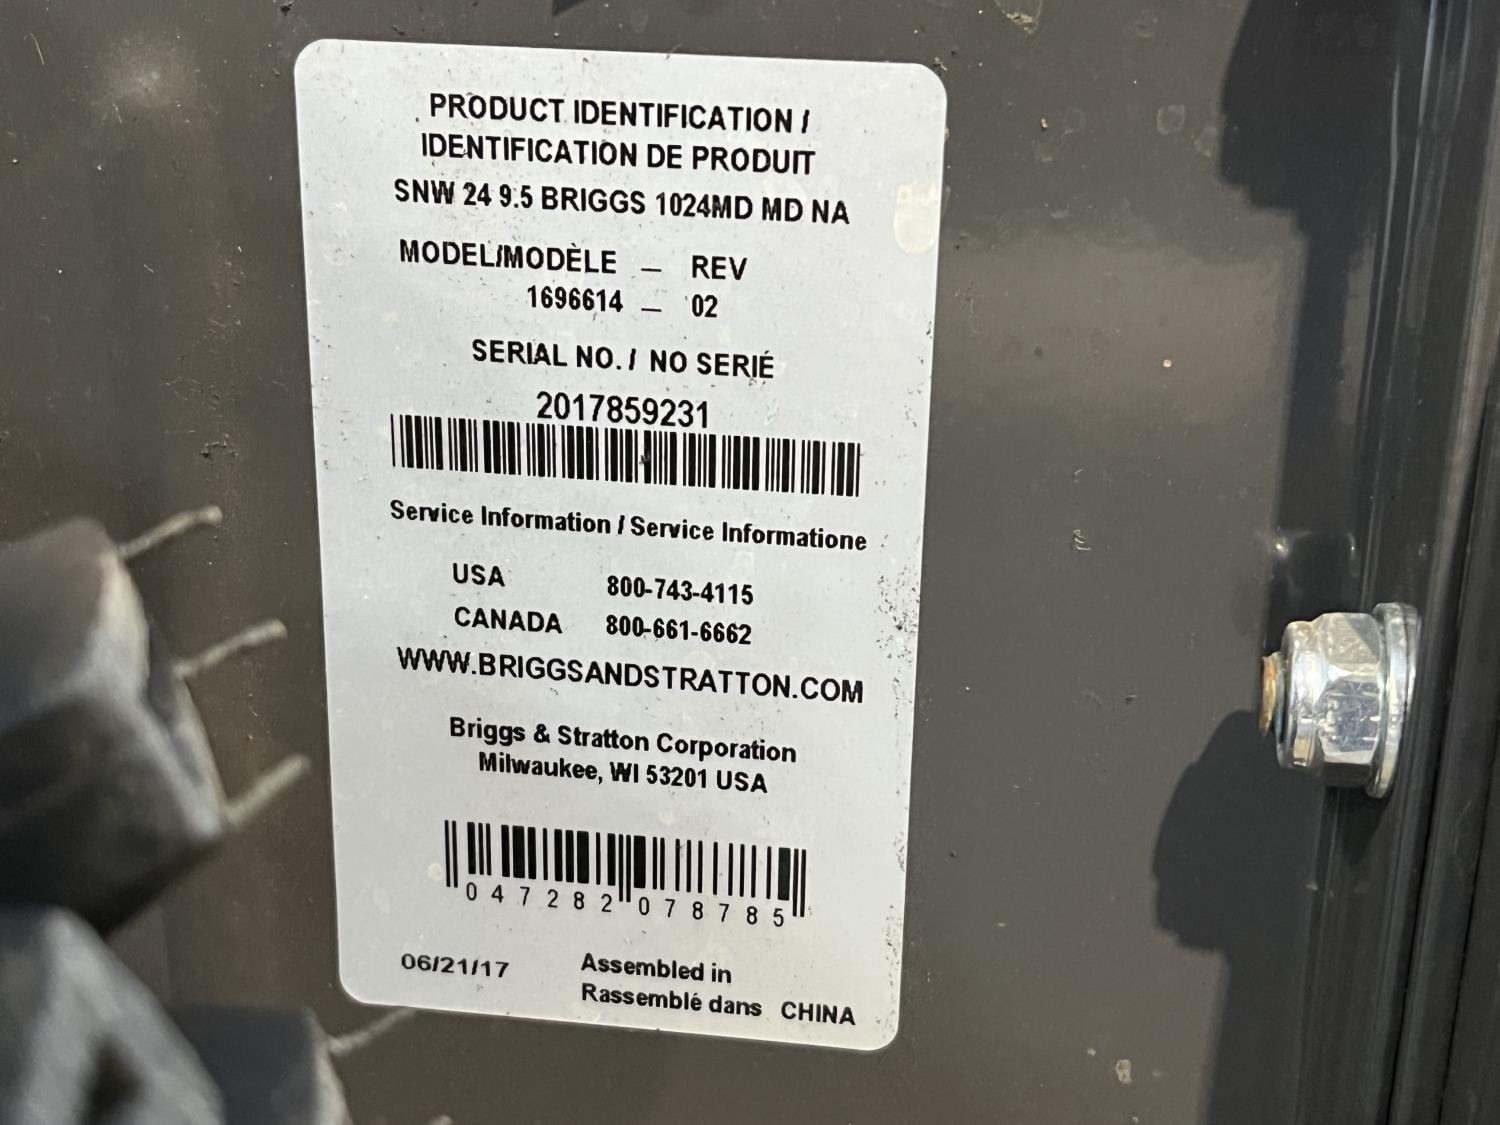 PRODUCT IDENTIFICATION /
IDENTIFICATION DE PRODUIT
SNW 24 9.5 BRIGGS 1024MD MD NA
MODEL/MODÈLE — REV
1696614 — 02
SERIAL NO. / NO SERIÉ
2017859231
Service Information / Service Informatione
USA 800-743-4115
CANADA 800-661-6662
WWW.BRIGGSANDSTRATTON.COM
Briggs & Stratton Corporation
Milwaukee, WI 53201 USA
0 47282 07878 5
06/21/17 Assembled in
Rassemblé dans CHINA